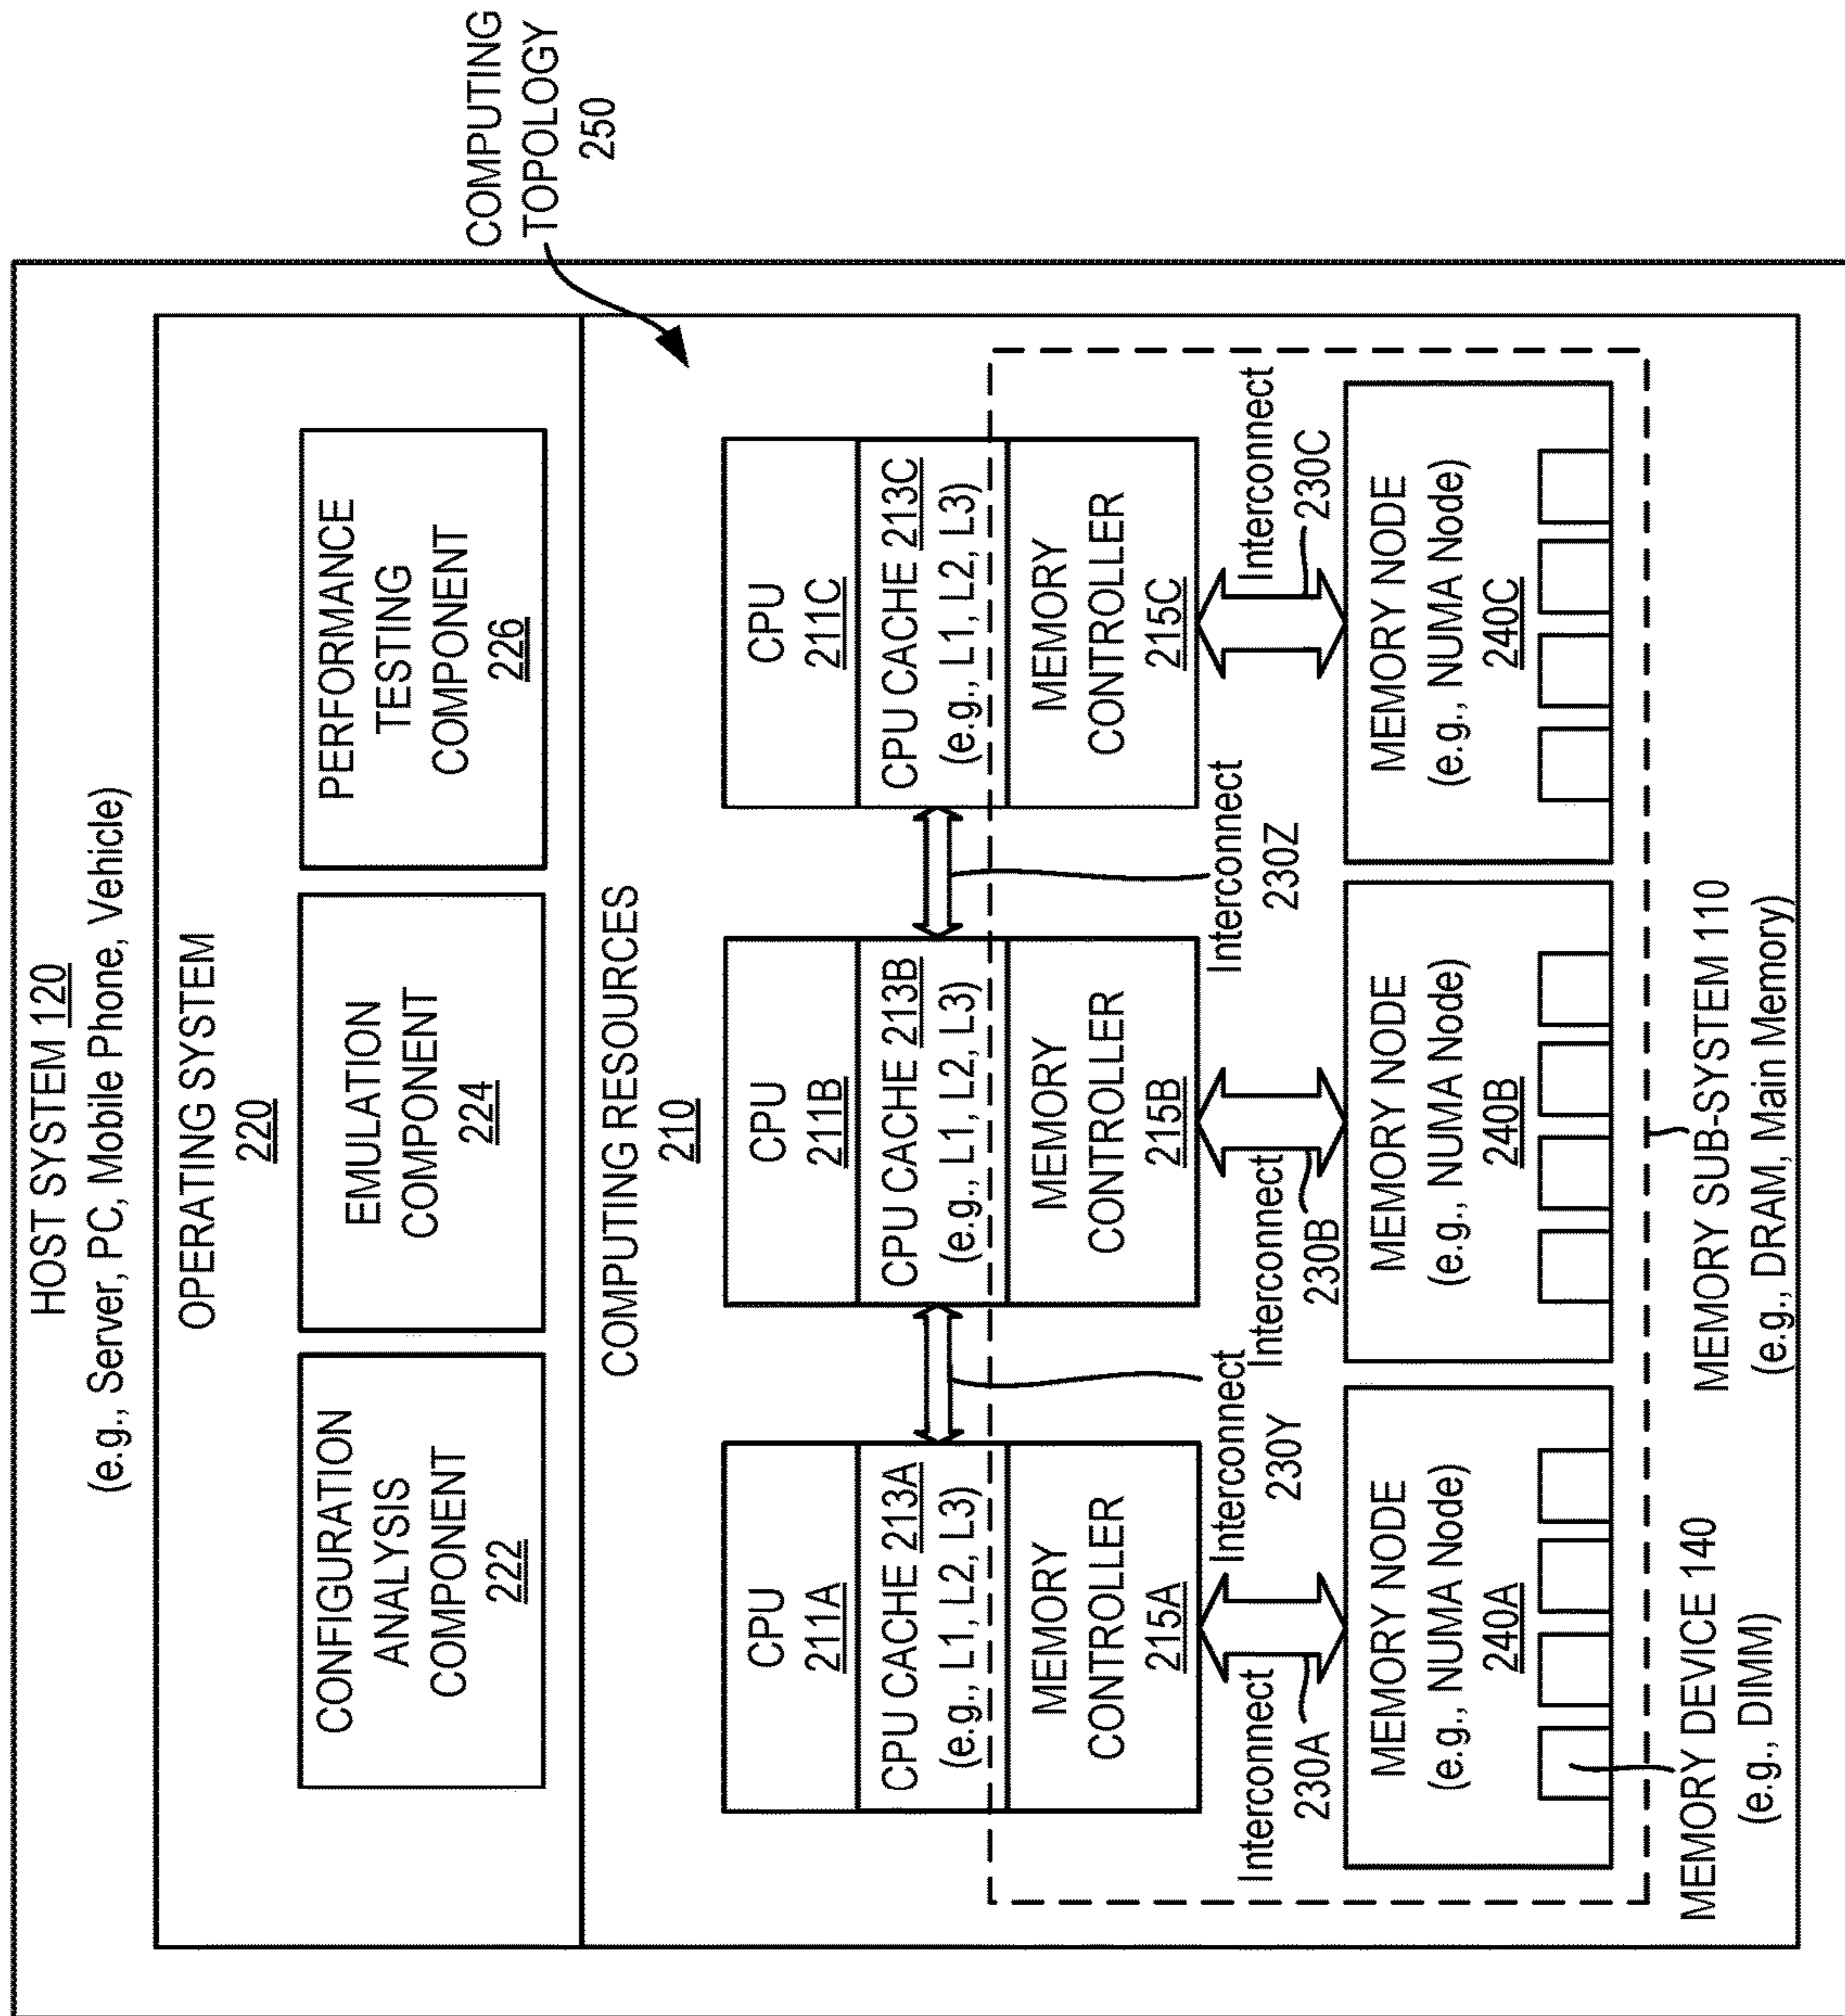 HOST SYSTEM 120
(e.g., Server, PC, Mobile Phone, Vehicle)
OPERATING SYSTEM
220
CONFIGURATION
ANALYSIS
COMPONENT
222
EMULATION
COMPONENT
224
PERFORMANCE
TESTING
COMPONENT
226
COMPUTING
TOPOLOGY
250
COMPUTING RESOURCES
210
CPU
211A
CPU CACHE 213A
(e.g., L1, L2, L3)
MEMORY
CONTROLLER
215A
CPU
211B
CPU CACHE 213B
(e.g., L1, L2, L3)
MEMORY
CONTROLLER
215B
CPU
211C
CPU CACHE 213C
(e.g., L1, L2, L3)
MEMORY
CONTROLLER
215C
Interconnect
230A
Interconnect
230Y
Interconnect
230B
Interconnect
230Z
Interconnect
230C
MEMORY NODE
(e.g., NUMA Node)
240A
MEMORY NODE
(e.g., NUMA Node)
240B
MEMORY NODE
(e.g., NUMA Node)
240C
MEMORY DEVICE 140
(e.g., DIMM)
MEMORY SUB-SYSTEM 110
(e.g., DRAM, Main Memory)